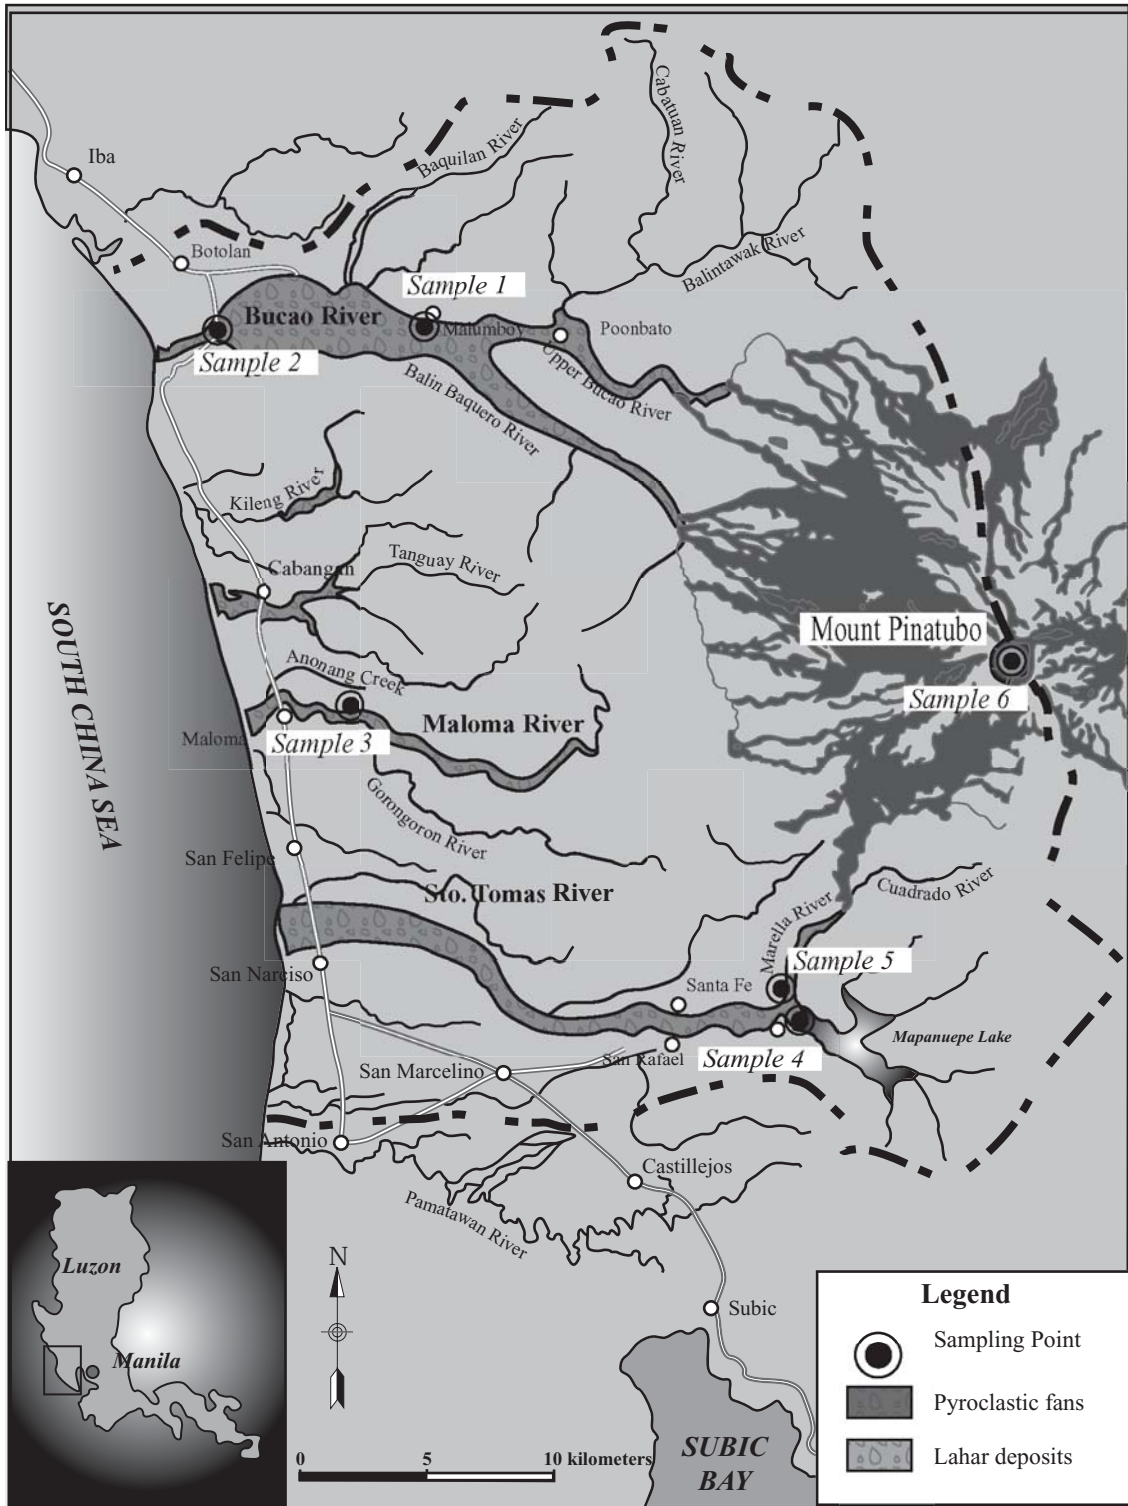 Cabatuan River
Baquilan River
Iba
Botolan
Balintawak River
Sample 1
Bucao River
Malumboy
Poonbato
Sample 2
Upper Bucao River
Balin Baquero River
Kileng River
Tanguay River
Cabangan
SOUTH CHINA SEA
Mount Pinatubo
Anonang Creek
Sample 6
Maloma River
Maloma
Sample 3
Gorongoron River
San Felipe
Sto. Tomas River
Cuadrado River
Marella River
Sample 5
San Narciso
Santa Fe
Mapanuepe Lake
San Rafael
Sample 4
San Marcelino
San Antonio
Castillejos
Pamatawan River
Luzon
Manila
N
Subic
0 5 10 kilometers
SUBIC
BAY
Legend
Sampling Point
Pyroclastic fans
Lahar deposits